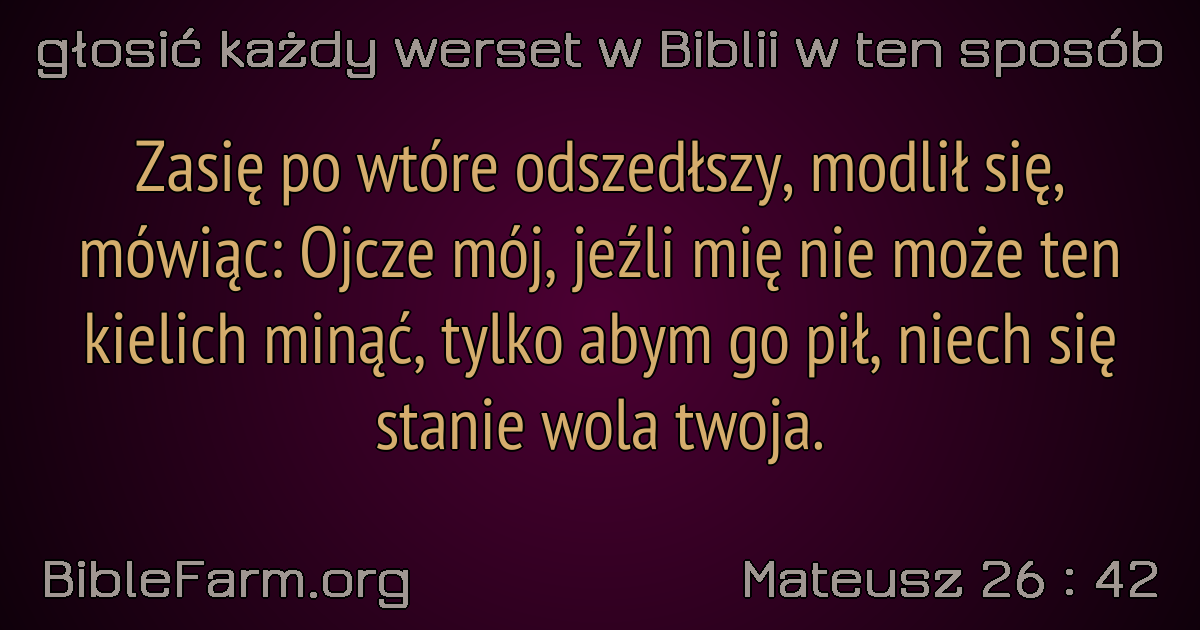 głosić każdy werset w Biblii w ten sposób
Zasię po wtóre odszedłszy, modlił się,
mówiąc: Ojcze mój, jeźli mię nie może ten
kielich minąć, tylko abym go pił, niech się
stanie wola twoja.
BibleFarm.org
Mateusz 26 : 42